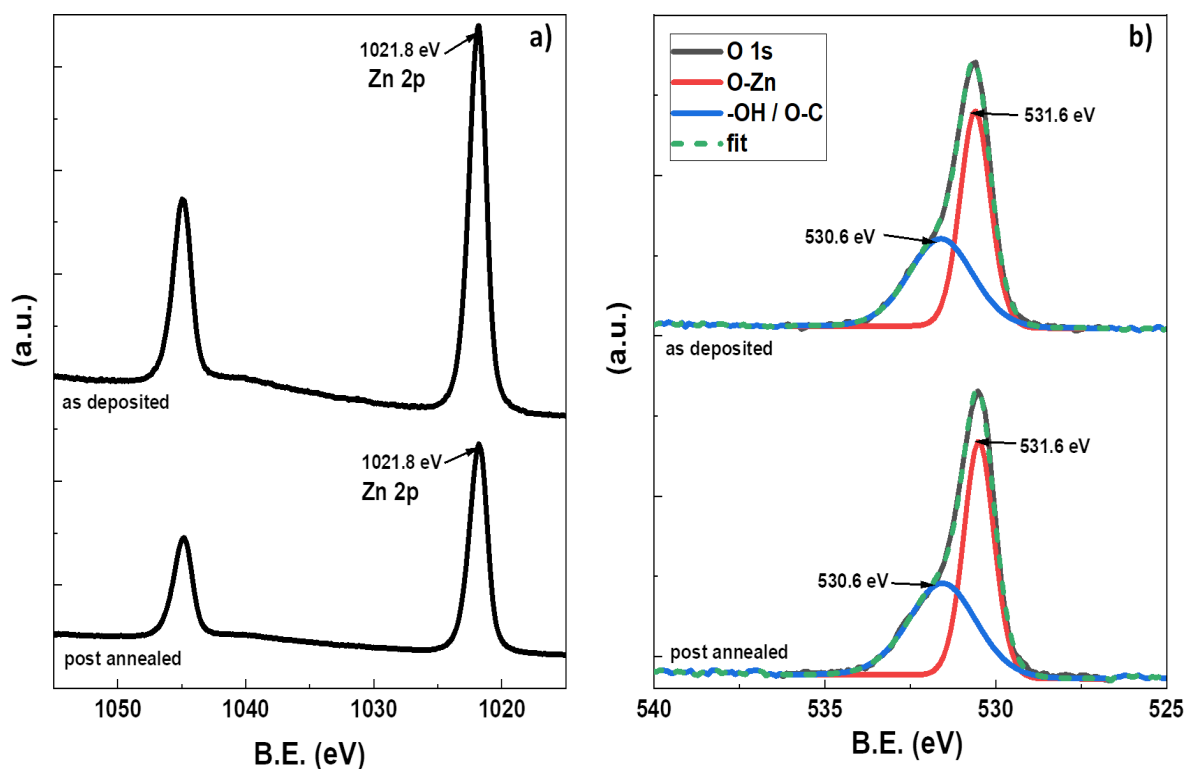 a)
1021.8 eV
Zn 2p
as deposited
1021.8 eV
Zn 2p
post annealed
(a.u.)
1050
1040
1030
1020
B.E. (eV)
b)
O 1s
O-Zn
-OH / O-C
fit
531.6 eV
530.6 eV
as deposited
531.6 eV
530.6 eV
post annealed
(a.u.)
540
535
530
525
B.E. (eV)